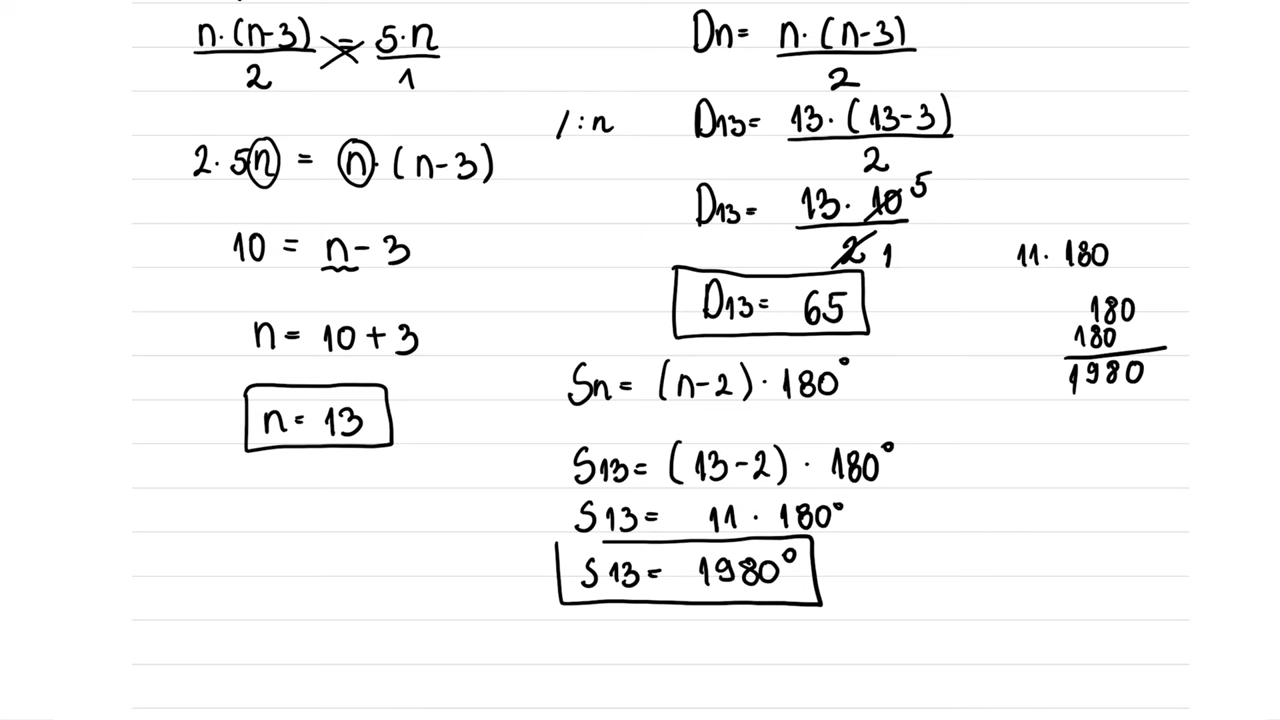 n·(n-3)/2 = 5·n/1
2·5n = n·(n-3) /:n
10 = n-3
n = 10+3
n = 13
Dn = n·(n-3)/2
D13 = 13·(13-3)/2
D13 = 13·10 5/2 1
D13 = 65
11·180
180
180
1980
Sn = (n-2)·180°
S13 = (13-2)·180°
S13 = 11·180°
S13 = 1980°